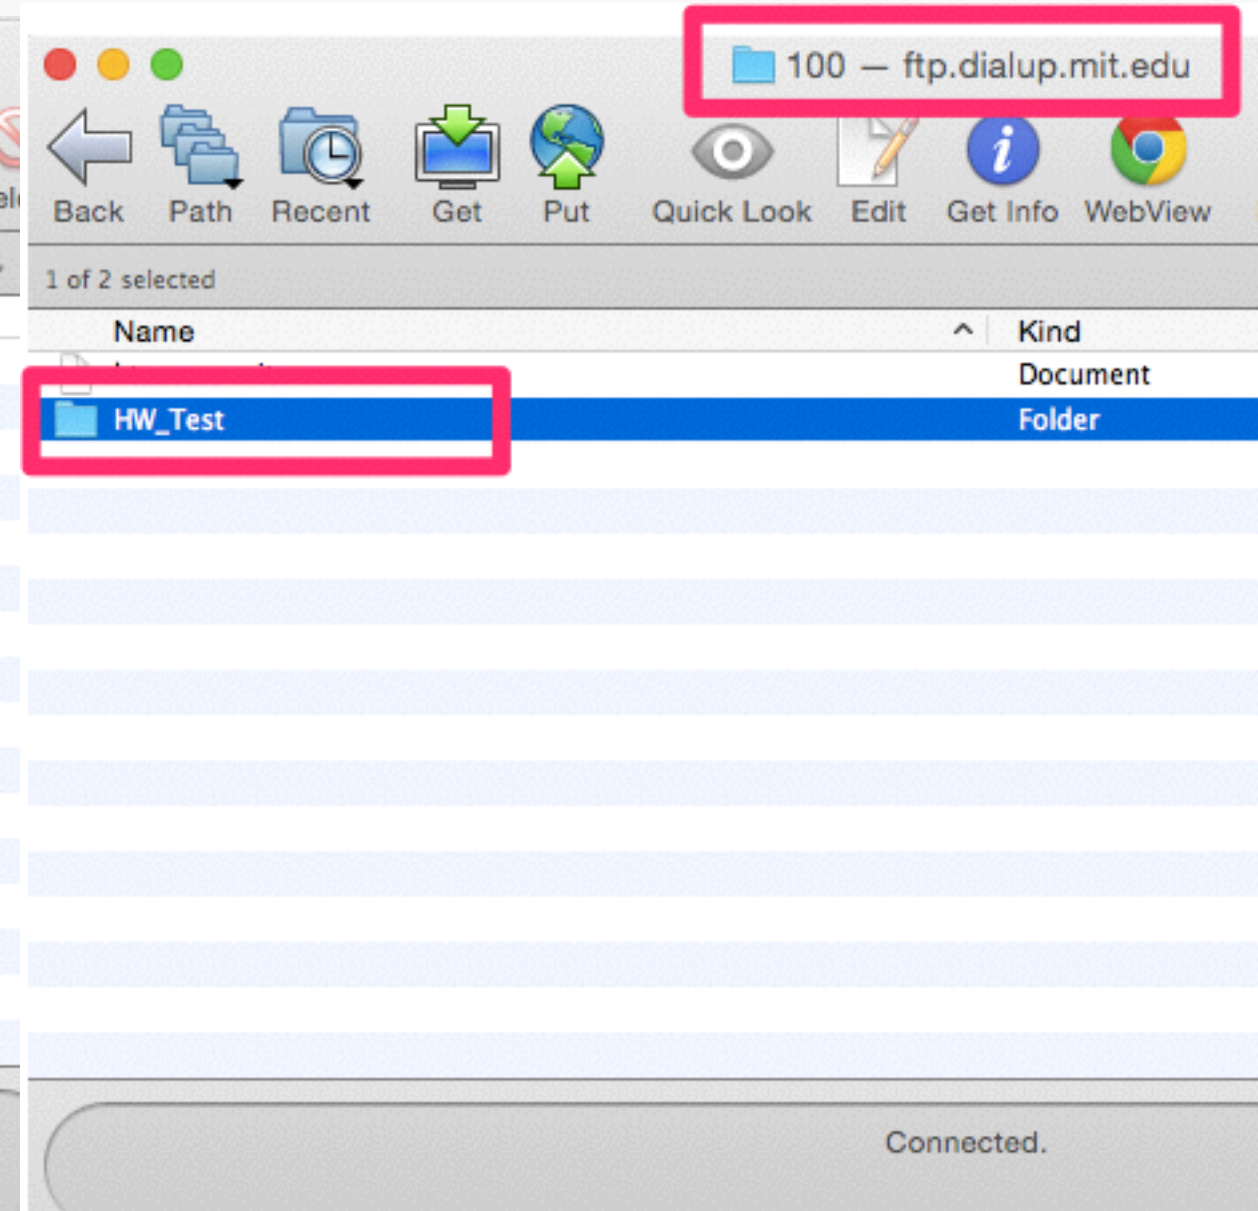 100 — ftp.dialup.mit.edu
Back Path Recent Get Put Quick Look Edit Get Info WebView
1 of 2 selected
Name Kind
Document
HW_Test Folder
Connected.